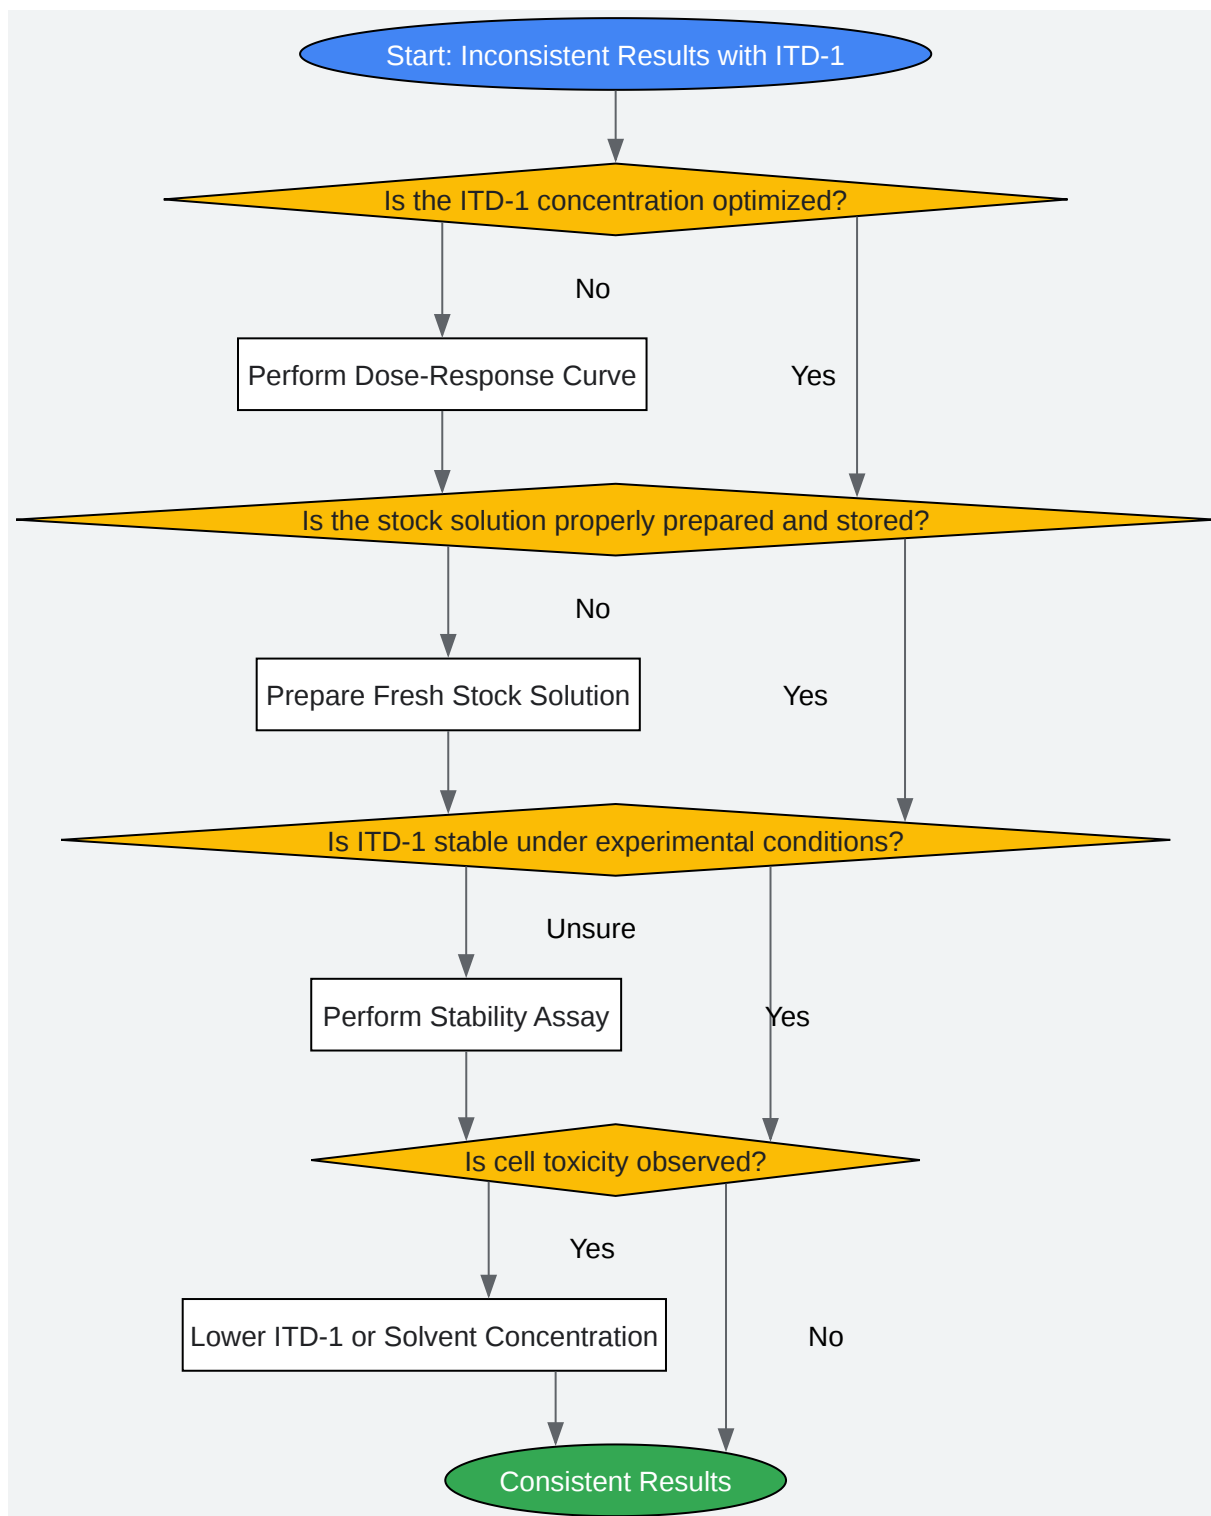 Start: Inconsistent Results with ITD-1
Is the ITD-1 concentration optimized?
No
Perform Dose-Response Curve
Yes
Is the stock solution properly prepared and stored?
No
Prepare Fresh Stock Solution
Yes
Is ITD-1 stable under experimental conditions?
Unsure
Perform Stability Assay
Yes
Is cell toxicity observed?
Yes
Lower ITD-1 or Solvent Concentration
No
Consistent Results